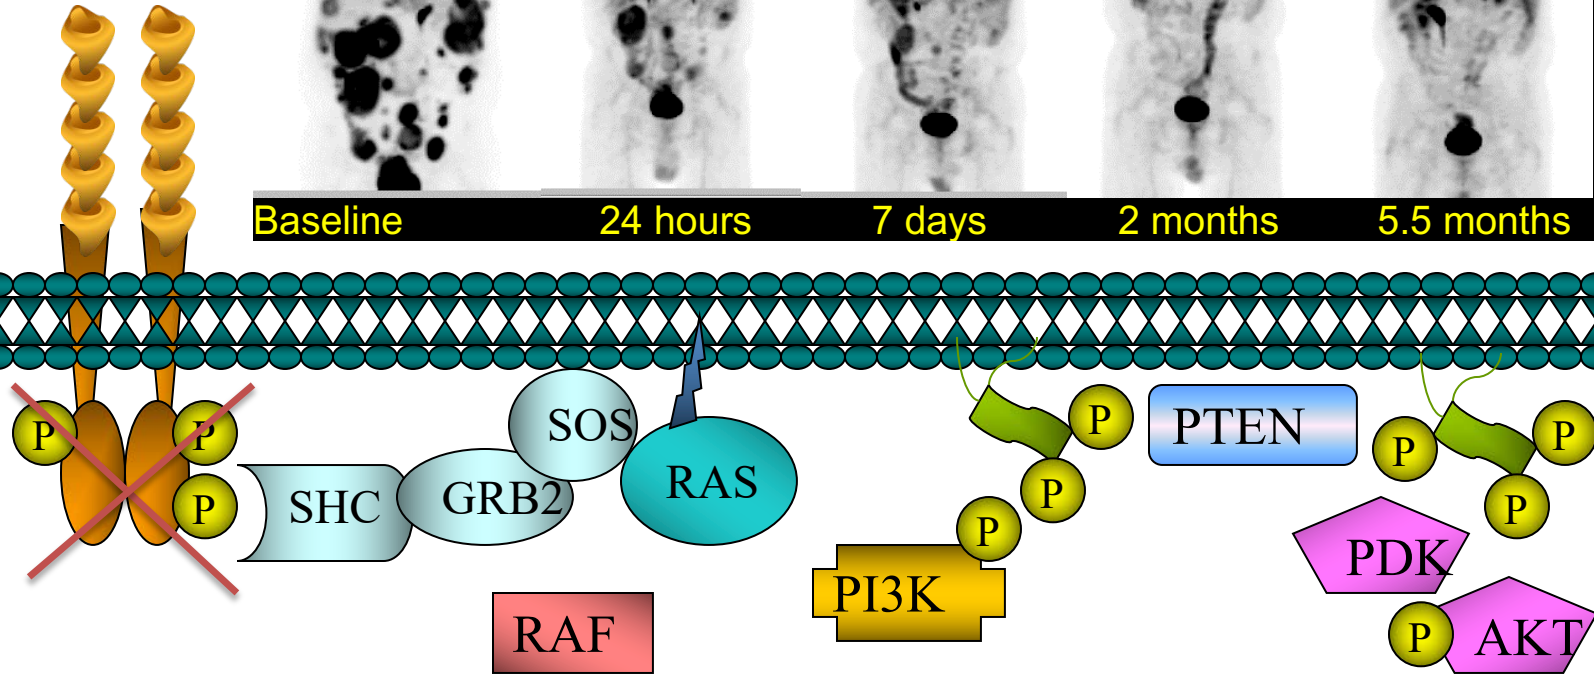 Baseline 24 hours 7 days 2 months 5.5 months
P P P
SHC GRB2 SOS RAS
RAF
P PI3K
P P
PTEN
P P P
PDK
P AKT